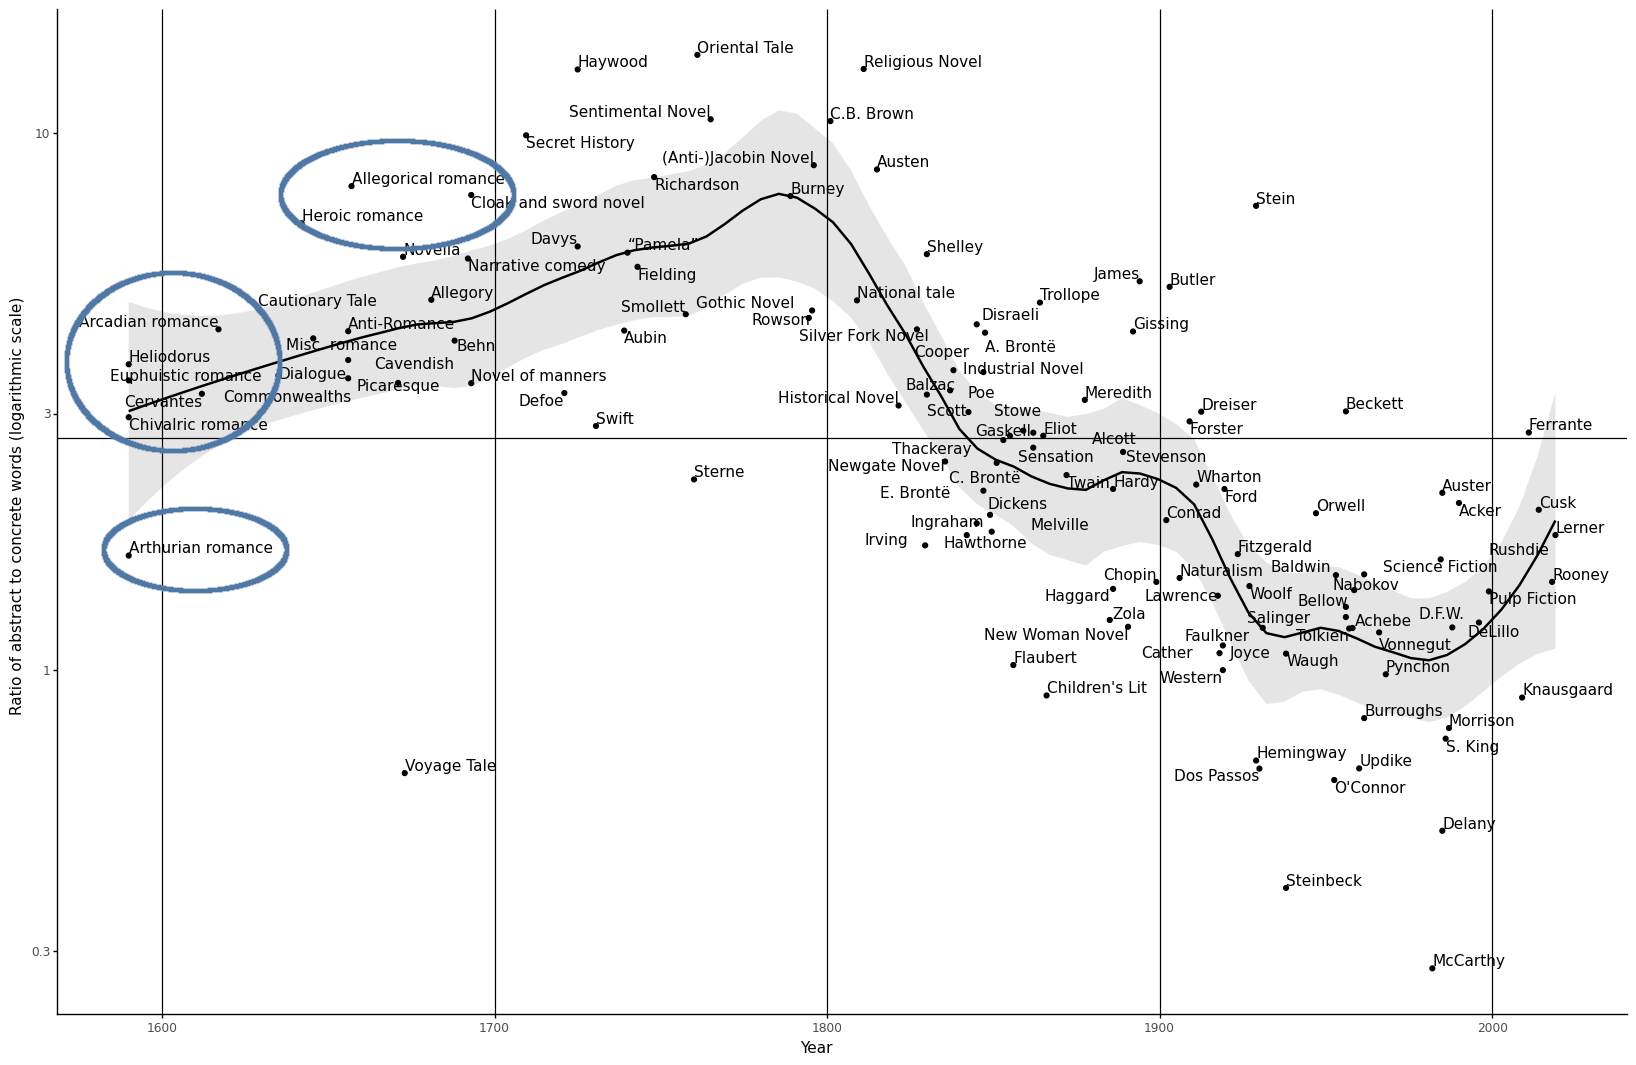 Oriental Tale
Haywood
Religious Novel
Sentimental Novel
C.B. Brown
10
Secret History
(Anti-)Jacobin Novel
Austen
Allegorical romance
Richardson
Burney
Cloak and sword novel
Stein
Heroic romance
Davys
“Pamela”
Shelley
Novella
Narrative comedy
Fielding
James
Butler
Allegory
National tale
Trollope
Cautionary Tale
Smollett
Gothic Novel
Disraeli
Arcadian romance
Anti-Romance
Rowson
Gissing
Aubin
Silver Fork Novel
Misc. romance
Behn
A. Brontë
Cooper
Heliodorus
Cavendish
Industrial Novel
Euphuistic romance
Dialogue
Picaresque
Novel of manners
Balzac
Poe
Meredith
Commonwealths
Cervantes
Defoe
Historical Novel
Scott
Stowe
Dreiser
Beckett
3
Swift
Chivalric romance
Gaskell
Eliot
Forster
Ferrante
Alcott
Thackeray
Sensation
Stevenson
Newgate Novel
Sterne
C. Brontë
Twain
Hardy
Wharton
E. Brontë
Ford
Auster
Dickens
Orwell
Acker
Cusk
Conrad
Ingraham
Melville
Lerner
Irving
Hawthorne
Arthurian romance
Fitzgerald
Rushdie
Baldwin
Science Fiction
Chopin
Naturalism
Rooney
Nabokov
Haggard
Lawrence
Woolf
Bellow
Pulp Fiction
Zola
Salinger
Achebe
D.F.W.
New Woman Novel
Faulkner
Tolkien
DeLillo
Vonnegut
Flaubert
Cather
Joyce
Waugh
Pynchon
1
Western
Children's Lit
Knausgaard
Burroughs
Morrison
S. King
Hemingway
Updike
Voyage Tale
Dos Passos
O'Connor
Delany
Steinbeck
0.3
McCarthy
Ratio of abstract to concrete words (logarithmic scale)
1600
1700
1800
1900
2000
Year